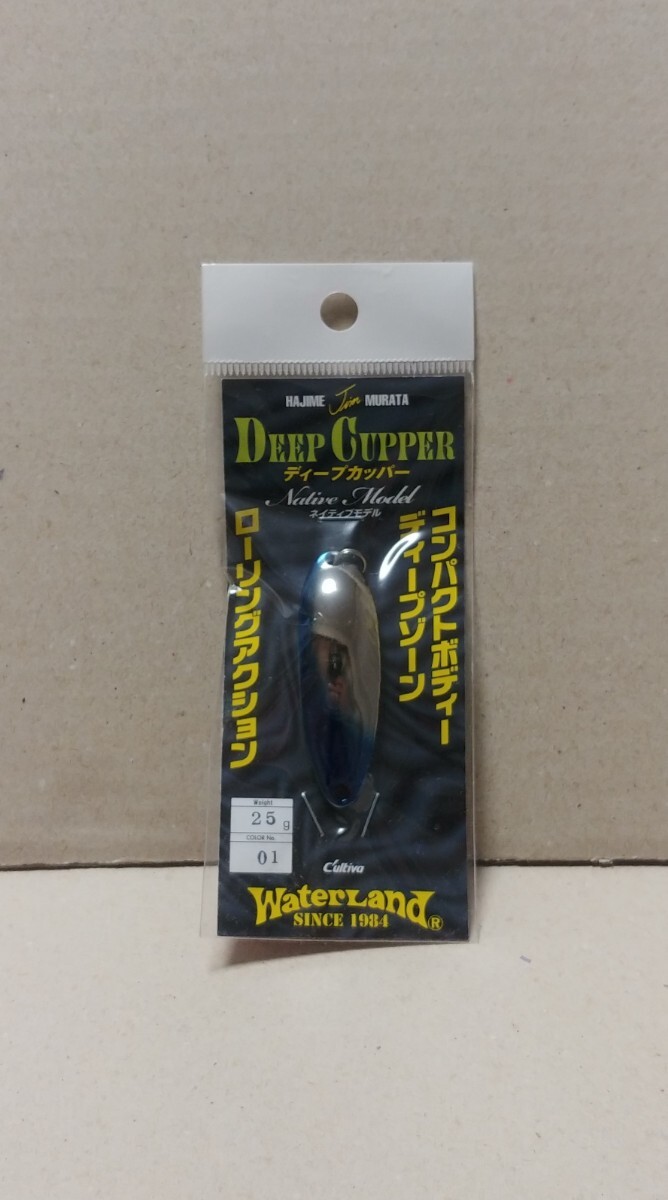 HAJIME Jim MURATA
DEEP CUPPER
ディープカッパー
Native Model
ネイティブモデル
コンパクトボディー
ディープゾーン
ローリングアクション
Weight
25g
COLOR No.
01
C'ultiva
WaterLand®
SINCE 1984